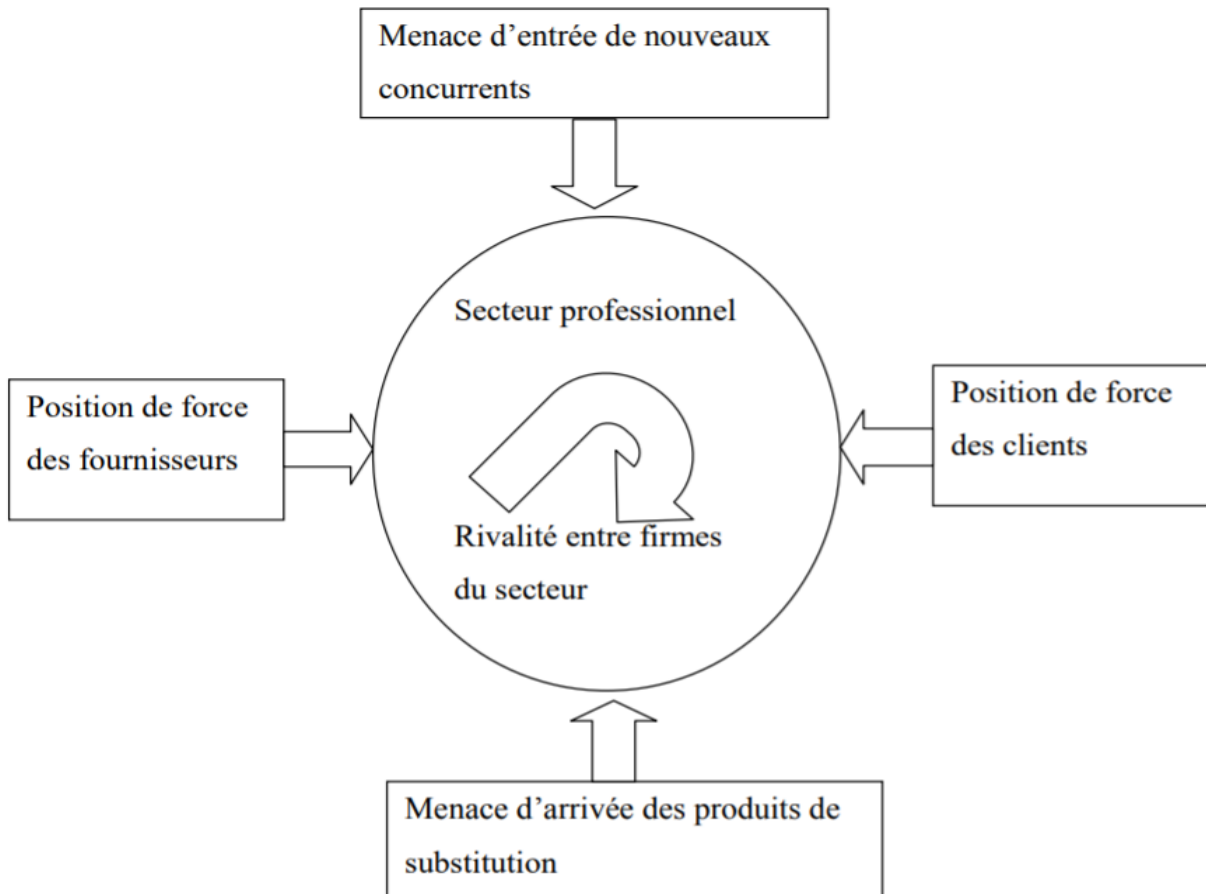 Menace d’entrée de nouveaux
concurrents
Secteur professionnel
Position de force
des fournisseurs
Position de force
des clients
Rivalité entre firmes
du secteur
Menace d’arrivée des produits de
substitution